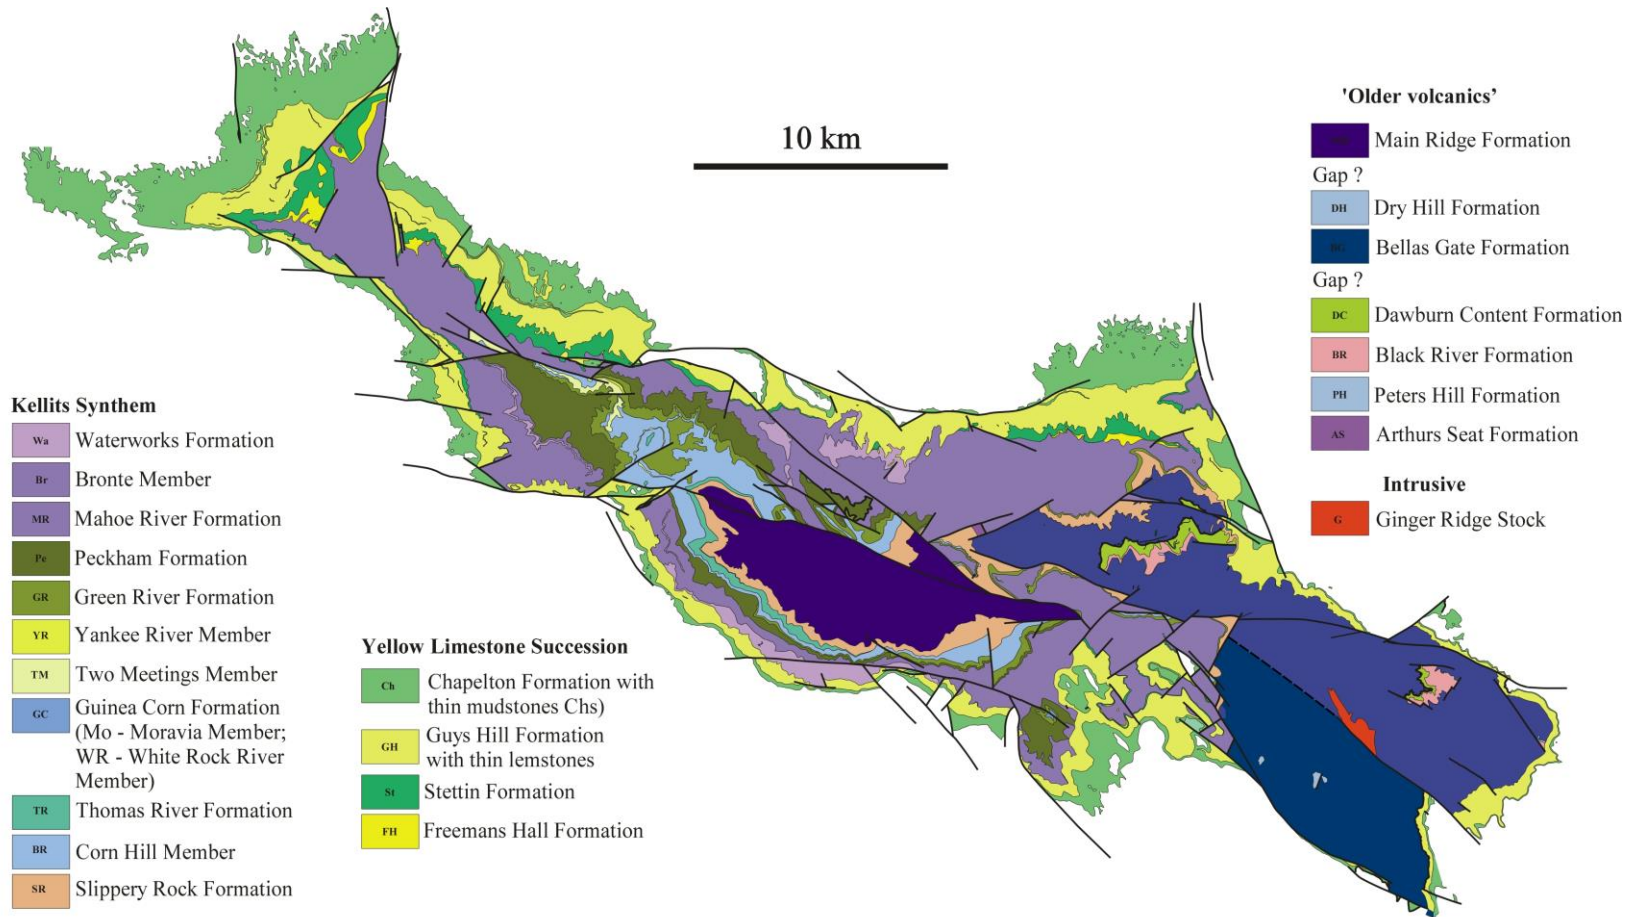 10 km
Kellits Synthem
Wa Waterworks Formation
Br Bronte Member
MR Mahoe River Formation
Pe Peckham Formation
GR Green River Formation
YR Yankee River Member
TM Two Meetings Member
GC Guinea Corn Formation
(Mo - Moravia Member;
WR - White Rock River
Member)
TR Thomas River Formation
BR Corn Hill Member
SR Slippery Rock Formation
Yellow Limestone Succession
Ch Chapelton Formation with
thin mudstones Chs)
GH Guys Hill Formation
with thin lemstones
St Stettin Formation
FH Freemans Hall Formation
'Older volcanics’
Main Ridge Formation
Gap ?
DH Dry Hill Formation
BG Bellas Gate Formation
Gap ?
DC Dawburn Content Formation
BR Black River Formation
PH Peters Hill Formation
AS Arthurs Seat Formation
Intrusive
G Ginger Ridge Stock